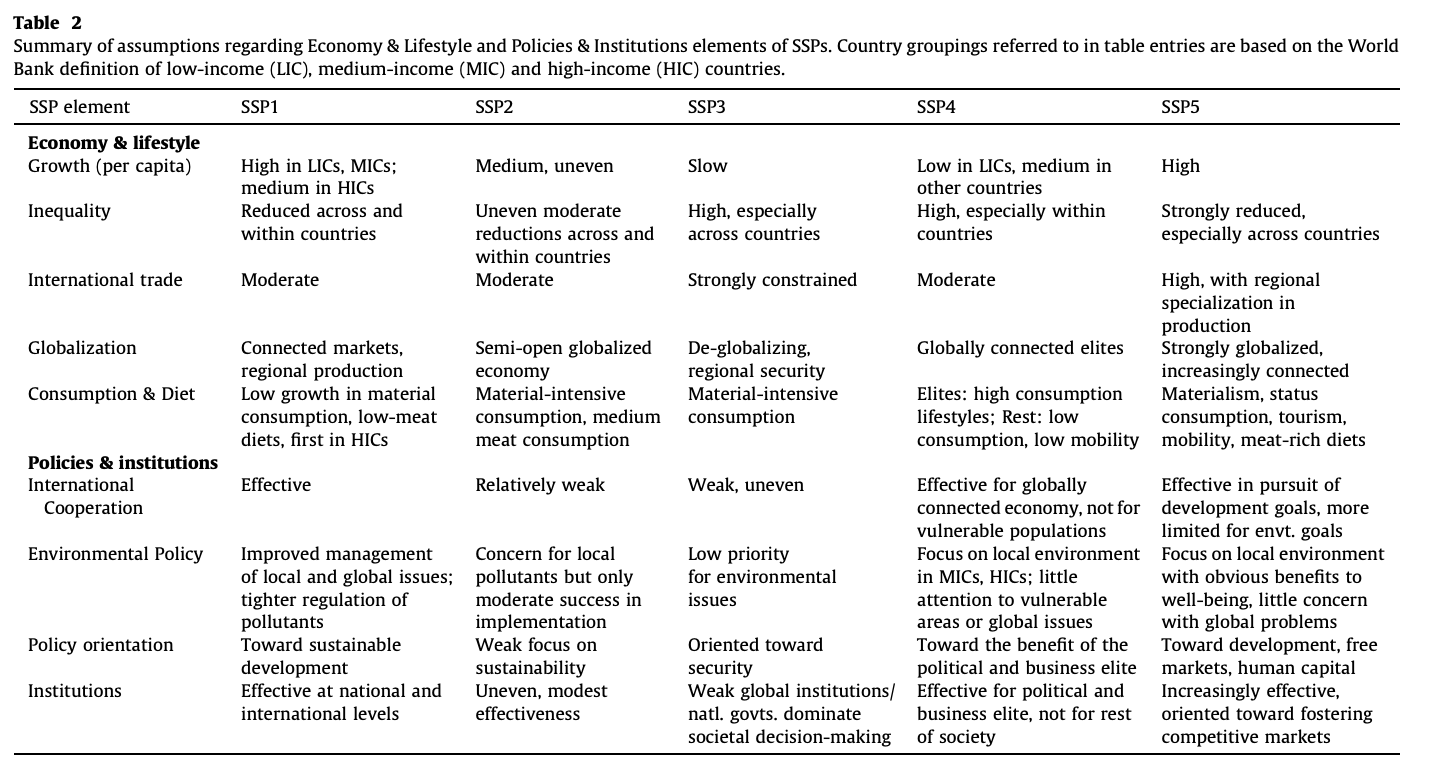 Table 2
Summary of assumptions regarding Economy & Lifestyle and Policies & Institutions elements of SSPs. Country groupings referred to in table entries are based on the World
Bank definition of low-income (LIC), medium-income (MIC) and high-income (HIC) countries.
SSP element SSP1 SSP2 SSP3 SSP4 SSP5
Economy & lifestyle
Growth (per capita) High in LICs, MICs; Medium, uneven Slow Low in LICs, medium in High
medium in HICs other countries
Inequality Reduced across and Uneven moderate High, especially High, especially within Strongly reduced,
within countries reductions across and across countries countries especially across countries
within countries
International trade Moderate Moderate Strongly constrained Moderate High, with regional
specialization in
production
Globalization Connected markets, Semi-open globalized De-globalizing, Globally connected elites Strongly globalized,
regional production economy regional security increasingly connected
Consumption & Diet Low growth in material Material-intensive Material-intensive Elites: high consumption Materialism, status
consumption, low-meat consumption, medium consumption lifestyles; Rest: low consumption, tourism,
diets, first in HICs meat consumption consumption, low mobility mobility, meat-rich diets
Policies & institutions
International Effective Relatively weak Weak, uneven Effective for globally Effective in pursuit of
Cooperation connected economy, not for development goals, more
vulnerable populations limited for envt. goals
Environmental Policy Improved management Concern for local Low priority Focus on local environment Focus on local environment
of local and global issues; pollutants but only for environmental in MICs, HICs; little with obvious benefits to
tighter regulation of moderate success in issues attention to vulnerable well-being, little concern
pollutants implementation areas or global issues with global problems
Policy orientation Toward sustainable Weak focus on Oriented toward Toward the benefit of the Toward development, free
development sustainability security political and business elite markets, human capital
Institutions Effective at national and Uneven, modest Weak global institutions/ Effective for political and Increasingly effective,
international levels effectiveness natl. govts. dominate business elite, not for rest oriented toward fostering
societal decision-making of society competitive markets